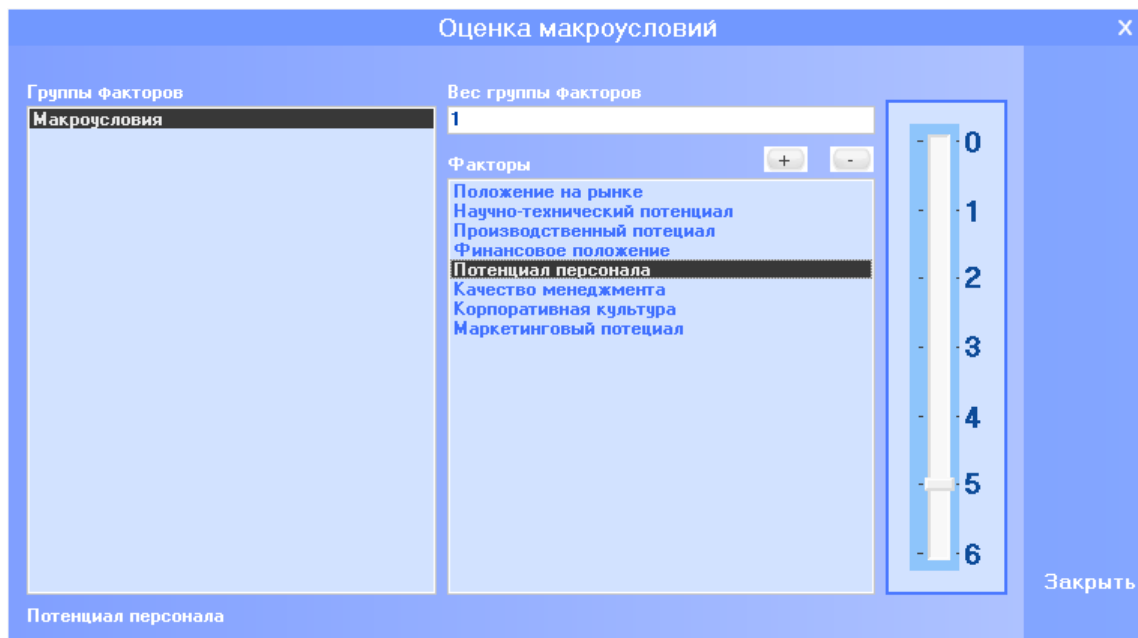 Оценка макроусловий X
Группы факторов
Макроусловия
Вес группы факторов
1
Факторы + -
Положение на рынке
Научно-технический потенциал
Производственный потециал
Финансовое положение
Потенциал персонала
Качество менеджмента
Корпоративная культура
Маркетинговый потециал
0
1
2
3
4
5
6
Закрыть
Потенциал персонала